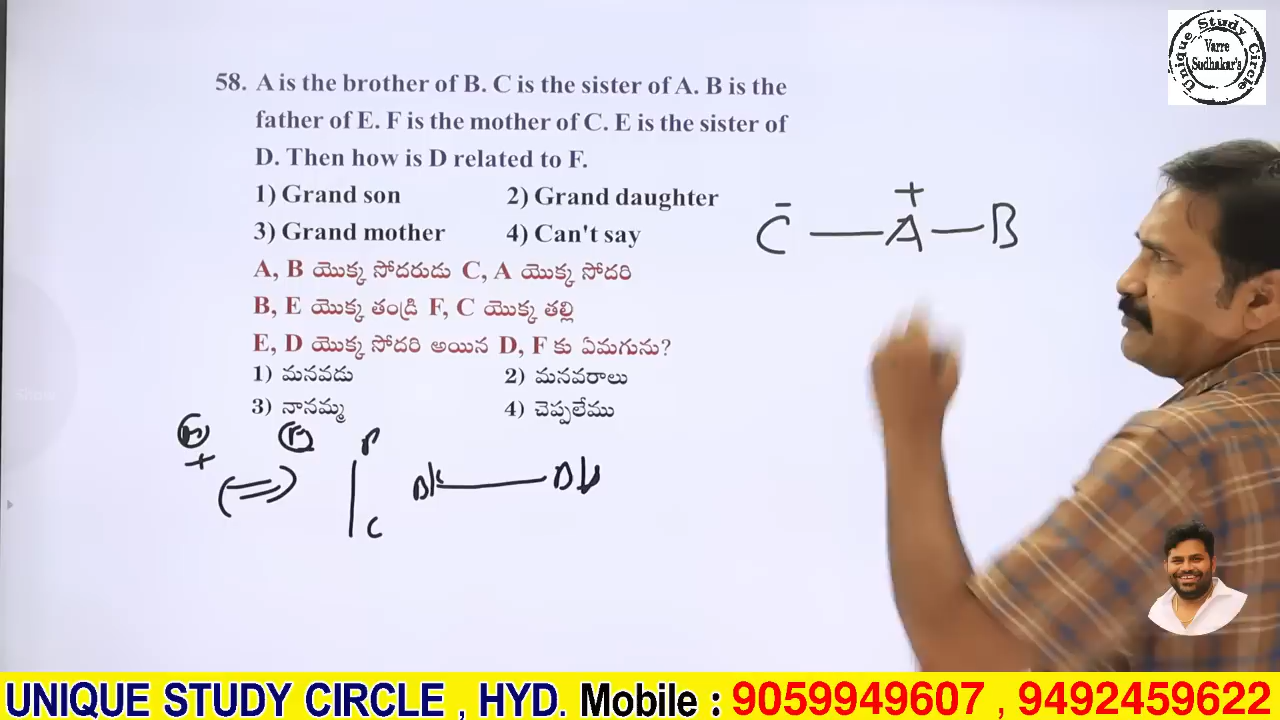 58. A is the brother of B. C is the sister of A. B is the
father of E. F is the mother of C. E is the sister of
D. Then how is D related to F.
1) Grand son 2) Grand daughter
3) Grand mother 4) Can't say
A, B యొక్క సోదరుడు C, A యొక్క సోదరి
B, E యొక్క తండ్రి F, C యొక్క తల్లి
E, D యొక్క సోదరి అయిన D, F కు ఏమగును?
1) మనవడు 2) మనవరాలు
3) నానమ్మ 4) చెప్పలేము
- +
C — A — B
+
C
Unique Study Circle
Varre
Sudhakar's
UNIQUE STUDY CIRCLE , HYD. Mobile : 9059949607 , 9492459622